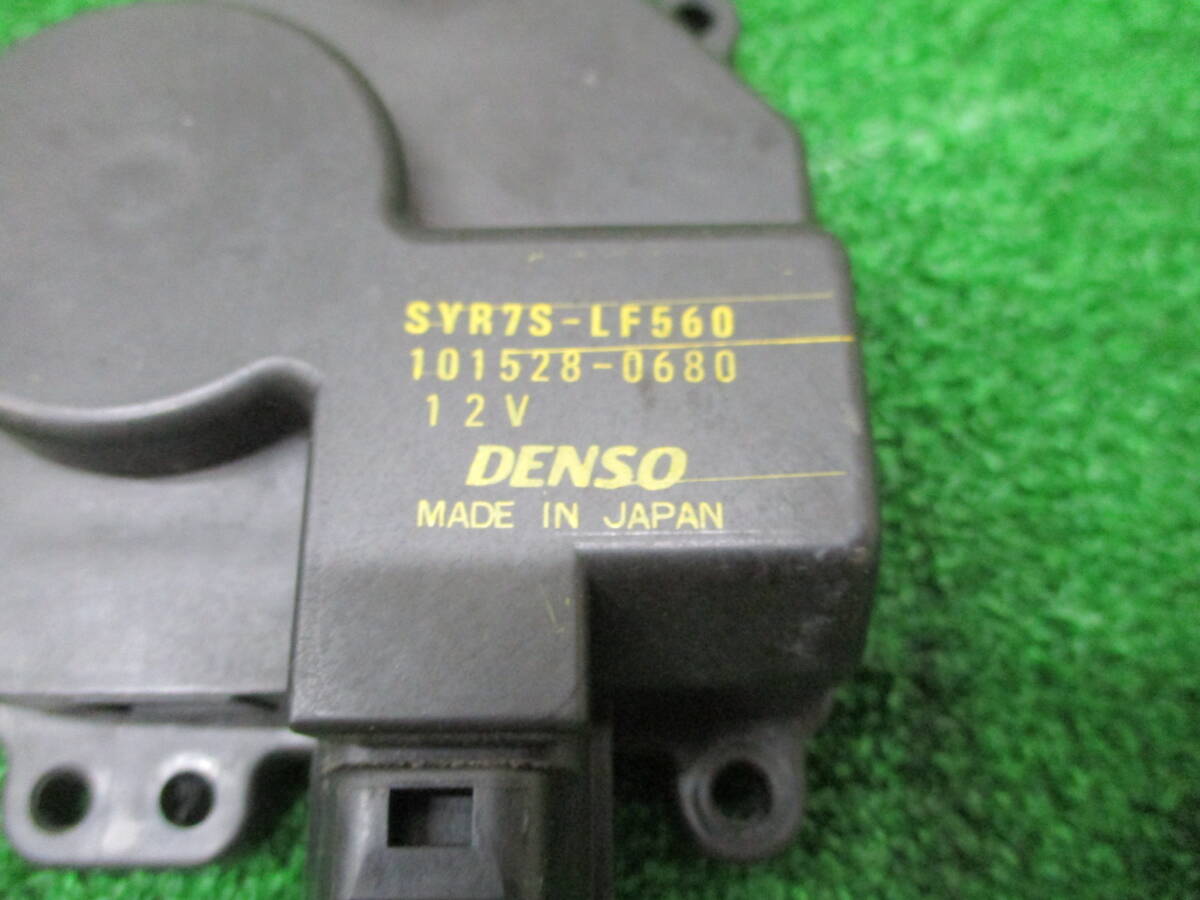 SYR7S-LF560
101528-0680
12V
DENSO
MADE IN JAPAN